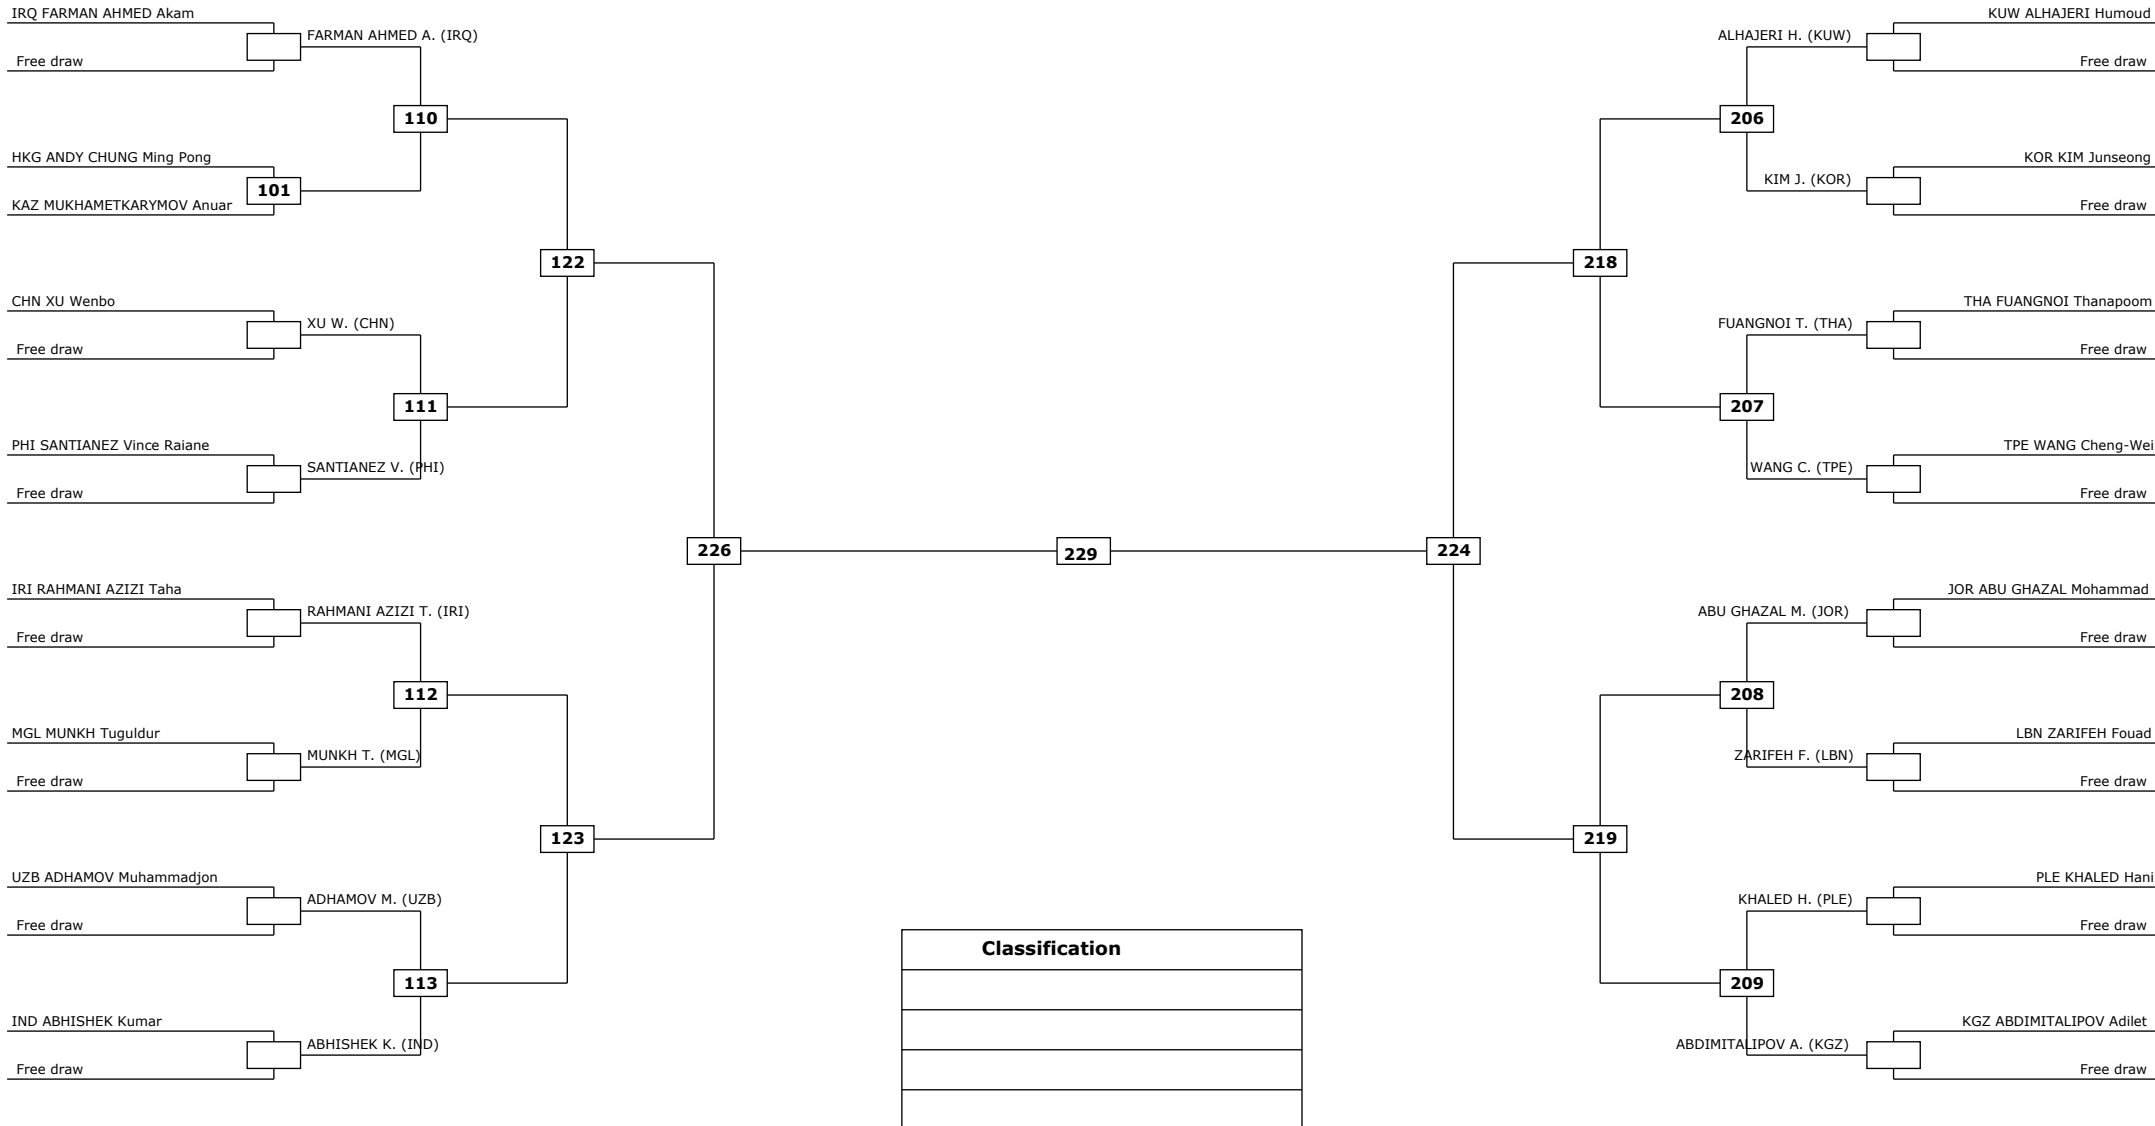 IRQ FARMAN AHMED Akam
FARMAN AHMED A. (IRQ)
Free draw
110
HKG ANDY CHUNG Ming Pong
101
KAZ MUKHAMETKARYMOV Anuar
122
CHN XU Wenbo
XU W. (CHN)
Free draw
111
PHI SANTIANEZ Vince Raiane
SANTIANEZ V. (PHI)
Free draw
226
IRI RAHMANI AZIZI Taha
RAHMANI AZIZI T. (IRI)
Free draw
112
MGL MUNKH Tuguldur
MUNKH T. (MGL)
Free draw
123
UZB ADHAMOV Muhammadjon
ADHAMOV M. (UZB)
Free draw
113
IND ABHISHEK Kumar
ABHISHEK K. (IND)
Free draw
229
Classification
KUW ALHAJERI Humoud
ALHAJERI H. (KUW)
Free draw
206
KOR KIM Junseong
KIM J. (KOR)
Free draw
218
THA FUANGNOI Thanapoom
FUANGNOI T. (THA)
Free draw
207
TPE WANG Cheng-Wei
WANG C. (TPE)
Free draw
224
JOR ABU GHAZAL Mohammad
ABU GHAZAL M. (JOR)
Free draw
208
LBN ZARIFEH Fouad
ZARIFEH F. (LBN)
Free draw
219
PLE KHALED Hani
KHALED H. (PLE)
Free draw
209
KGZ ABDIMITALIPOV Adilet
ABDIMITALIPOV A. (KGZ)
Free draw